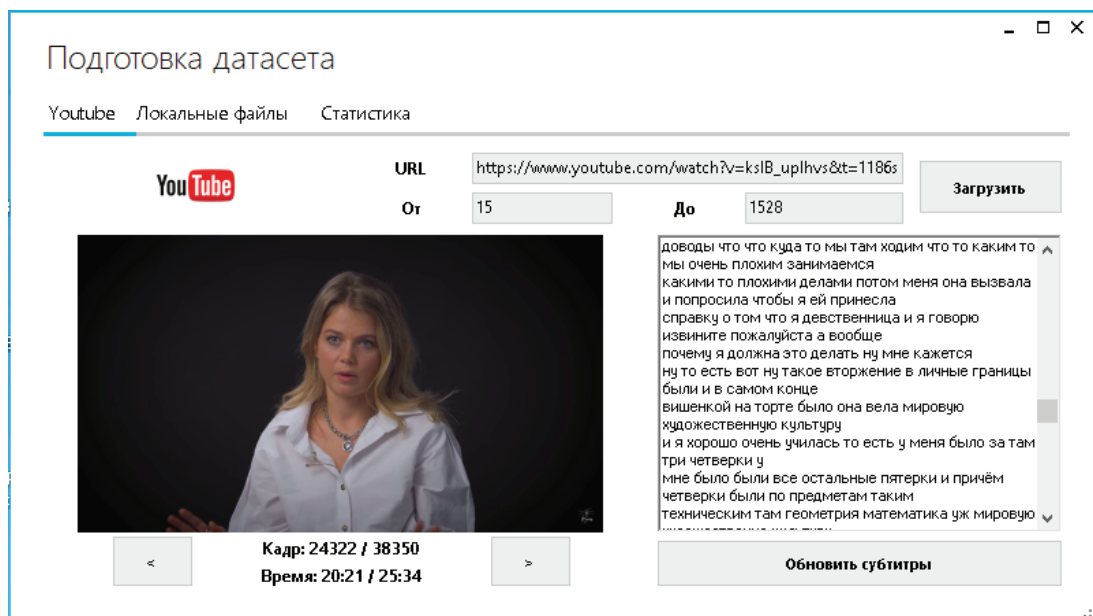 Подготовка датасета
Youtube Локальные файлы Статистика
YouTube
URL https://www.youtube.com/watch?v=kslB_uplhvs&t=1186s
Загрузить
От 15 До 1528
доводы что что куда то мы там ходим что то каким то
мы очень плохим занимаемся
какими то плохими делами потом меня она вызвала
и попросила чтобы я ей принесла
справку о том что я девственница и я говорю
извините пожалуйста а вообще
почему я должна это делать ну мне кажется
ну то есть вот ну такое вторжение в личные границы
были и в самом конце
вишенкой на торте было она вела мировую
художественную культуру
и я хорошо очень училась то есть у меня было за там
три четверки у
мне было были все остальные пятерки и причём
четверки были по предметам таким
техническим там геометрия математика уж мировую
<
Кадр: 24322 / 38350
Время: 20:21 / 25:34
>
Обновить субтитры